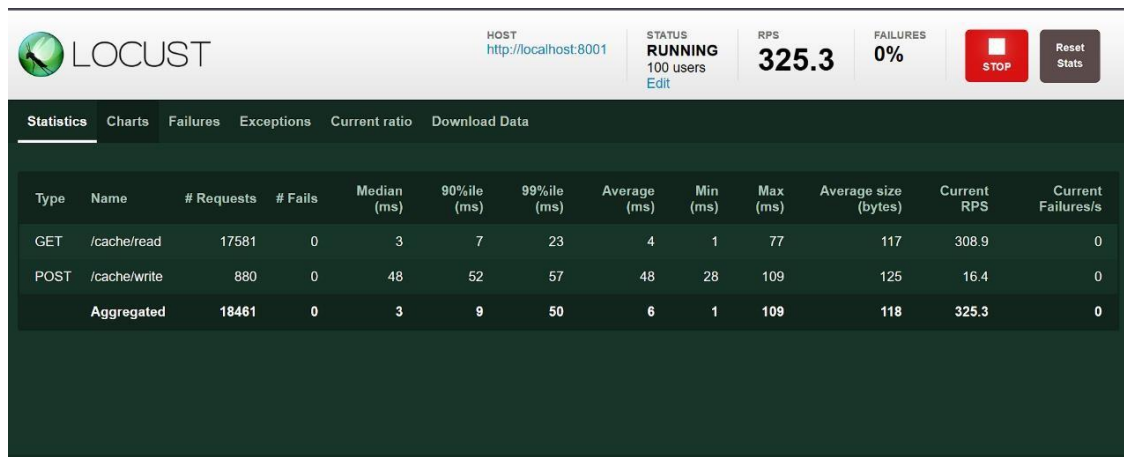 LOCUST
HOST
http://localhost:8001
STATUS
RUNNING
100 users
Edit
RPS
325.3
FAILURES
0%
STOP
Reset
Stats
Statistics Charts Failures Exceptions Current ratio Download Data
Type Name # Requests # Fails Median (ms) 90%ile (ms) 99%ile (ms) Average (ms) Min (ms) Max (ms) Average size (bytes) Current RPS Current Failures/s
GET /cache/read 17581 0 3 7 23 4 1 77 117 308.9 0
POST /cache/write 880 0 48 52 57 48 28 109 125 16.4 0
Aggregated 18461 0 3 9 50 6 1 109 118 325.3 0